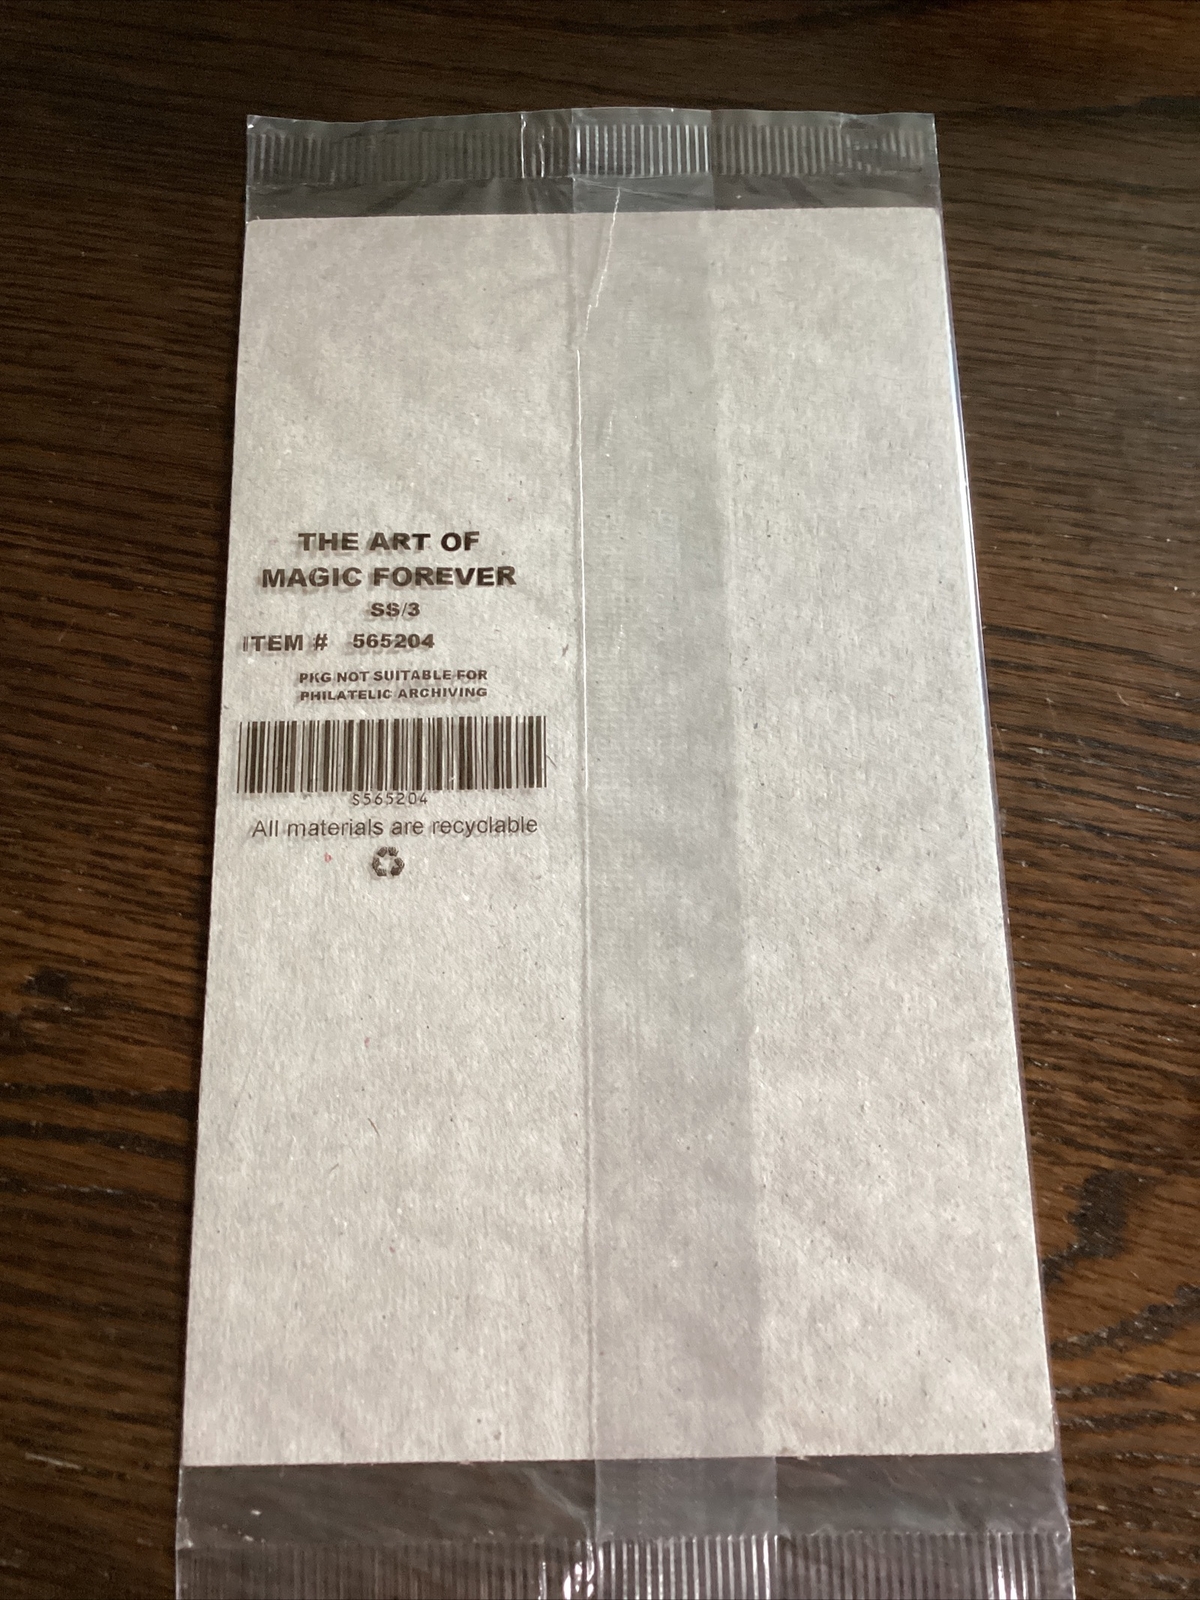 THE ART OF
MAGIC FOREVER
SS/3
ITEM # 565204
PKG NOT SUITABLE FOR
PHILATELIC ARCHIVING
S565204
All materials are recyclable